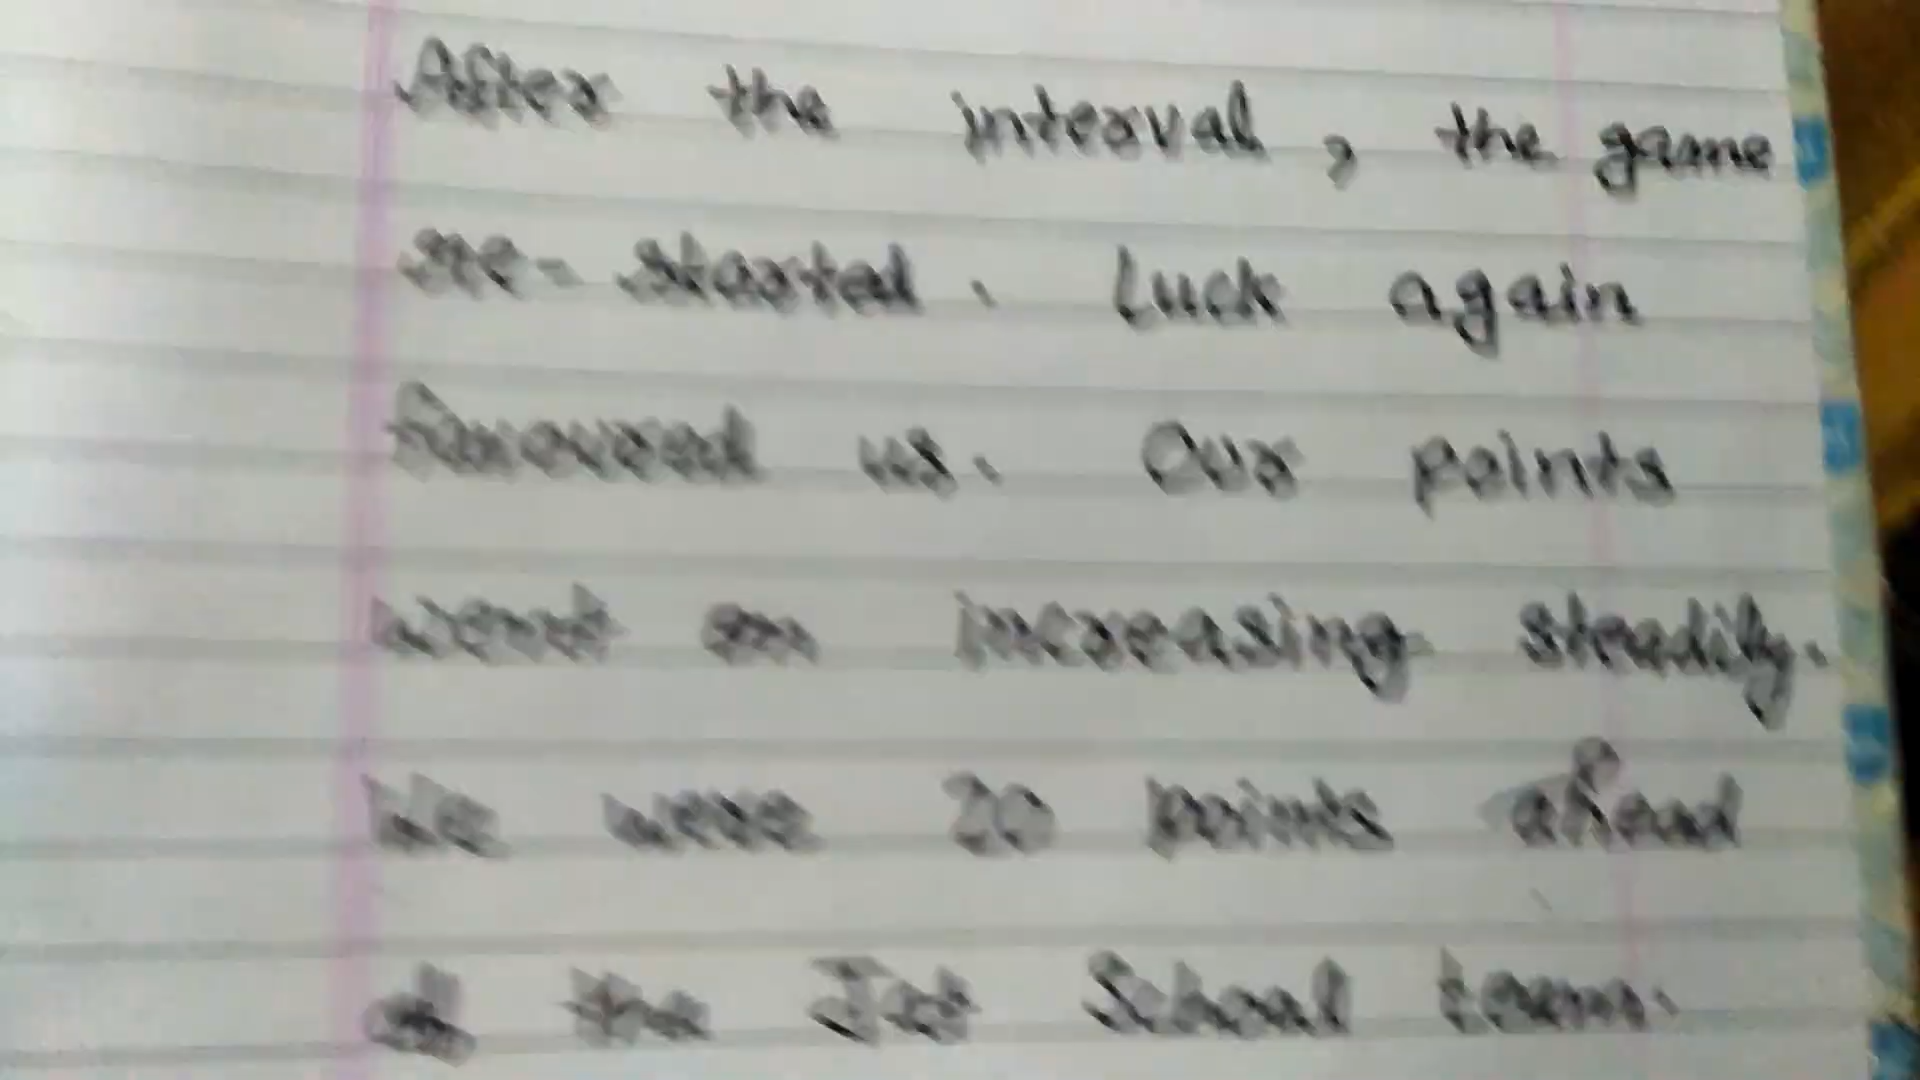 After the interval, the game
re-started. Luck again
favoured us. Our points
went on increasing steadily.
We were 20 points ahead
of the Jat School team.